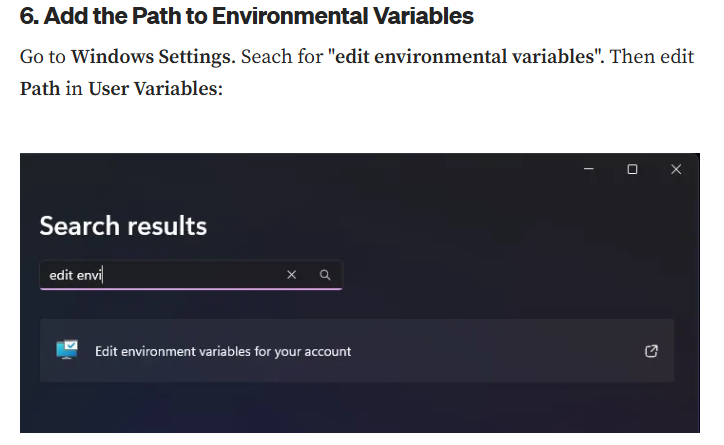 6. Add the Path to Environmental Variables
Go to Windows Settings. Seach for "edit environmental variables". Then edit
Path in User Variables:
Search results
edit envi
Edit environment variables for your account